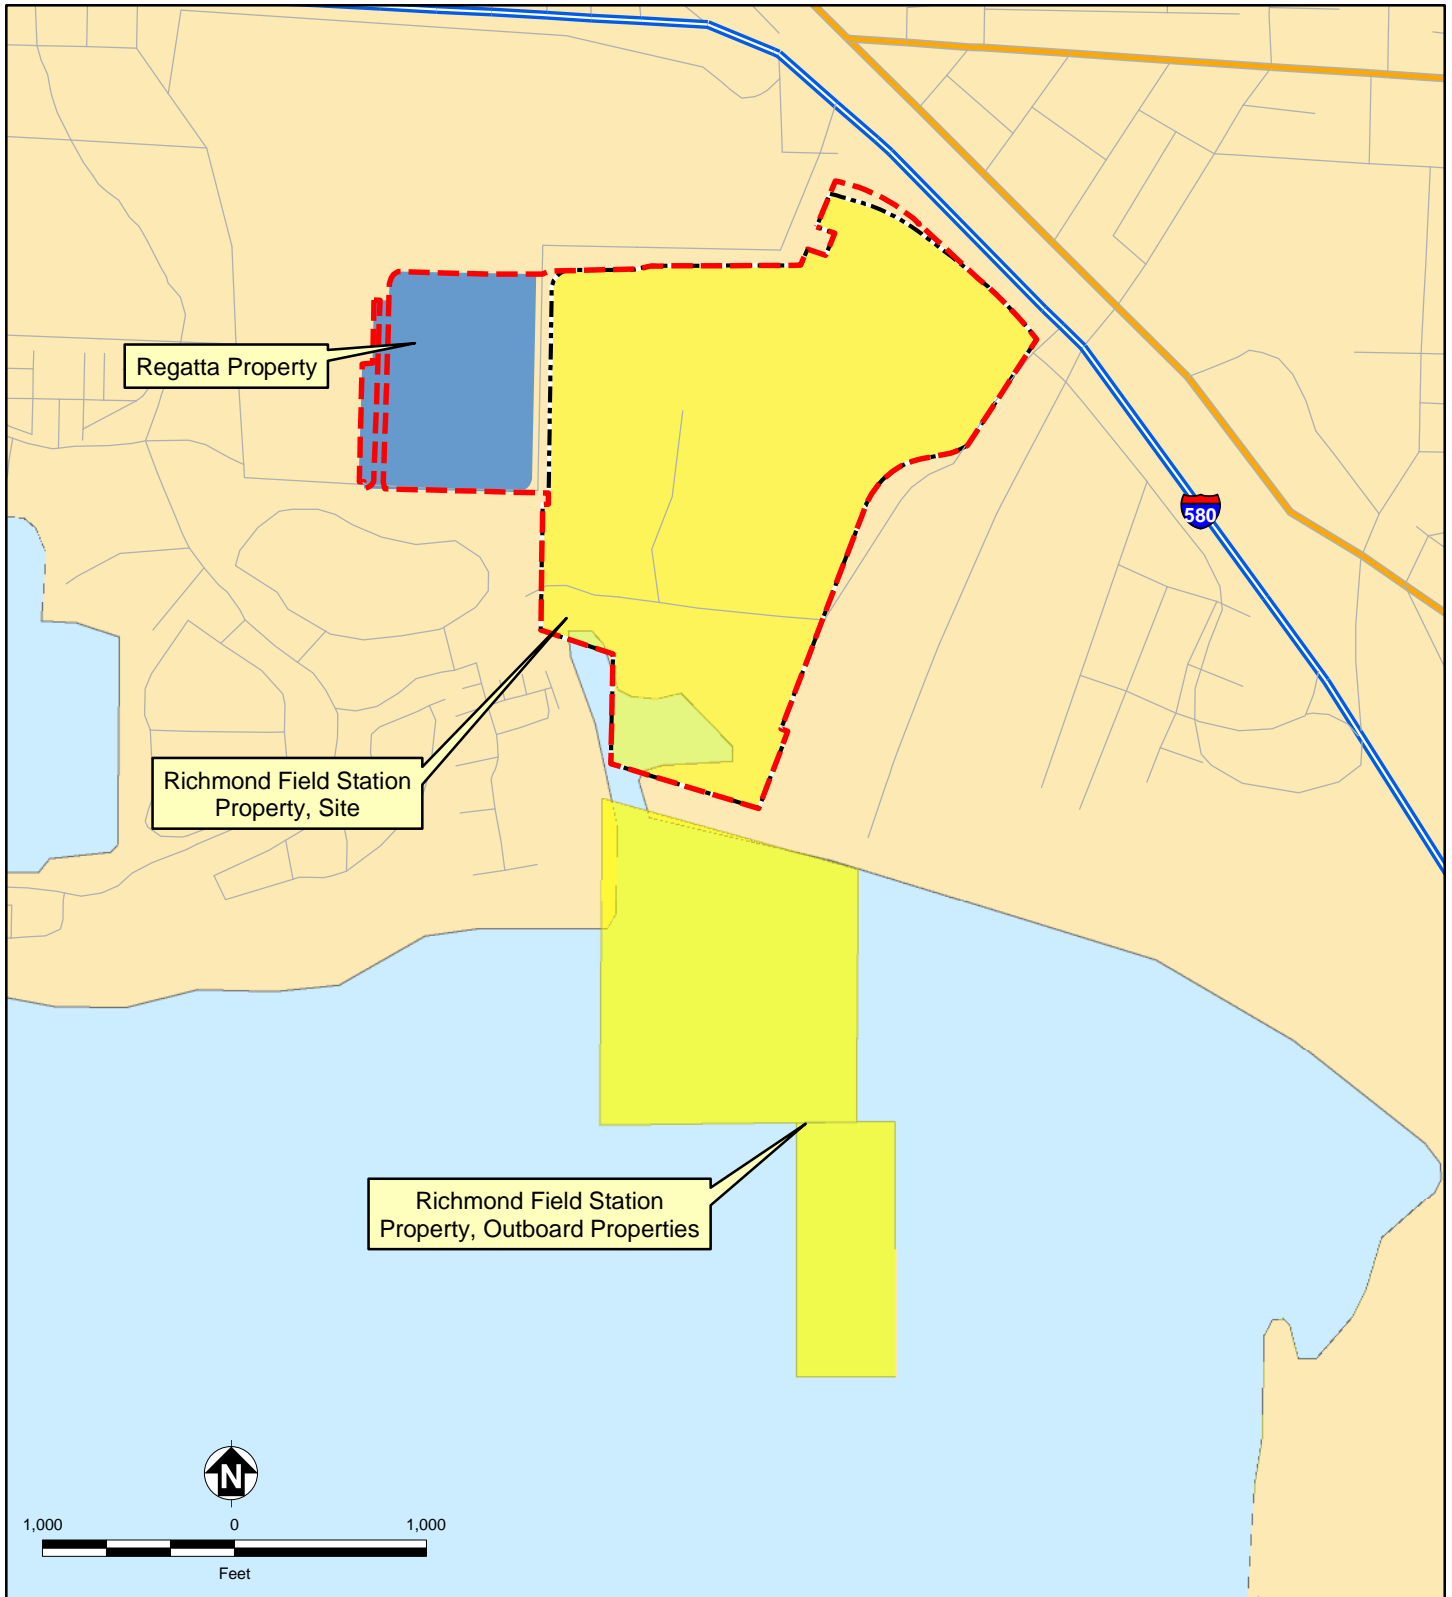 Regatta Property
580
Richmond Field Station
Property, Site
Richmond Field Station
Property, Outboard Properties
N
1,000 0 1,000
Feet